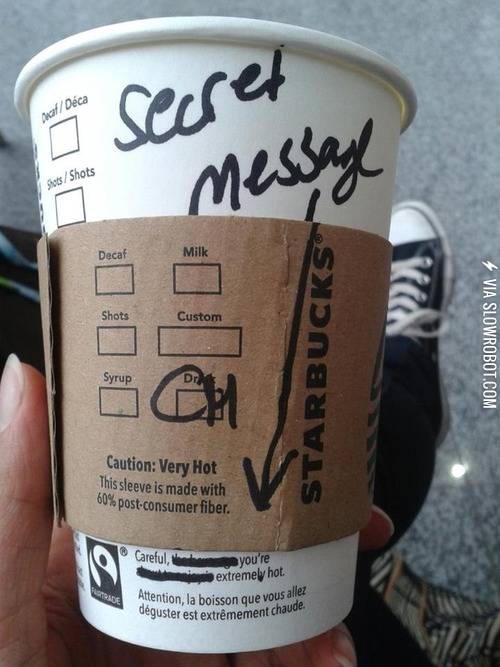 Secret
Message
Decaf / Déca
Shots / Shots
Decaf Milk
Shots Custom
Syrup
CH
STARBUCKS®
Caution: Very Hot
This sleeve is made with
60% post-consumer fiber.
FAIRTRADE
®
Careful, you're
extremely hot.
Attention, la boisson que vous allez
déguster est extrêmement chaude.
VIA SLOWROBOT.COM